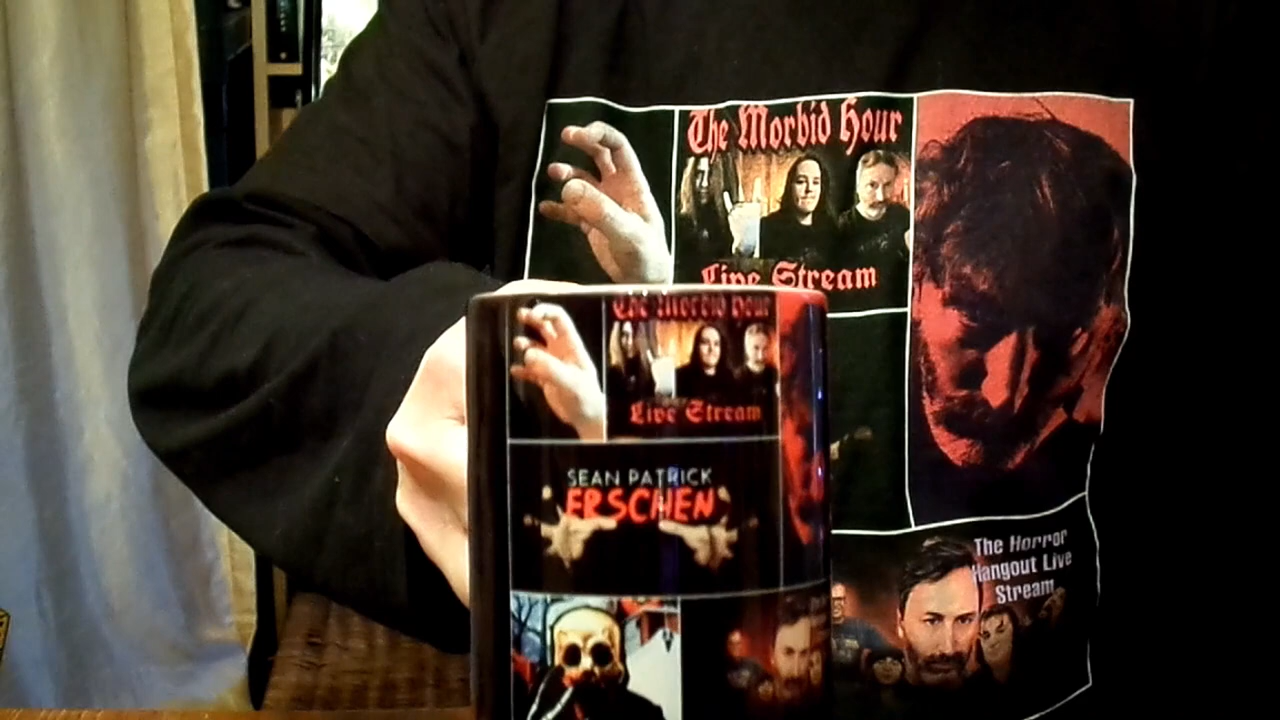 The Morbid Hour
Live Stream
The Morbid Hour
Live Stream
SEAN PATRICK
ERSCHEN
The Horror
Hangout Live
Stream